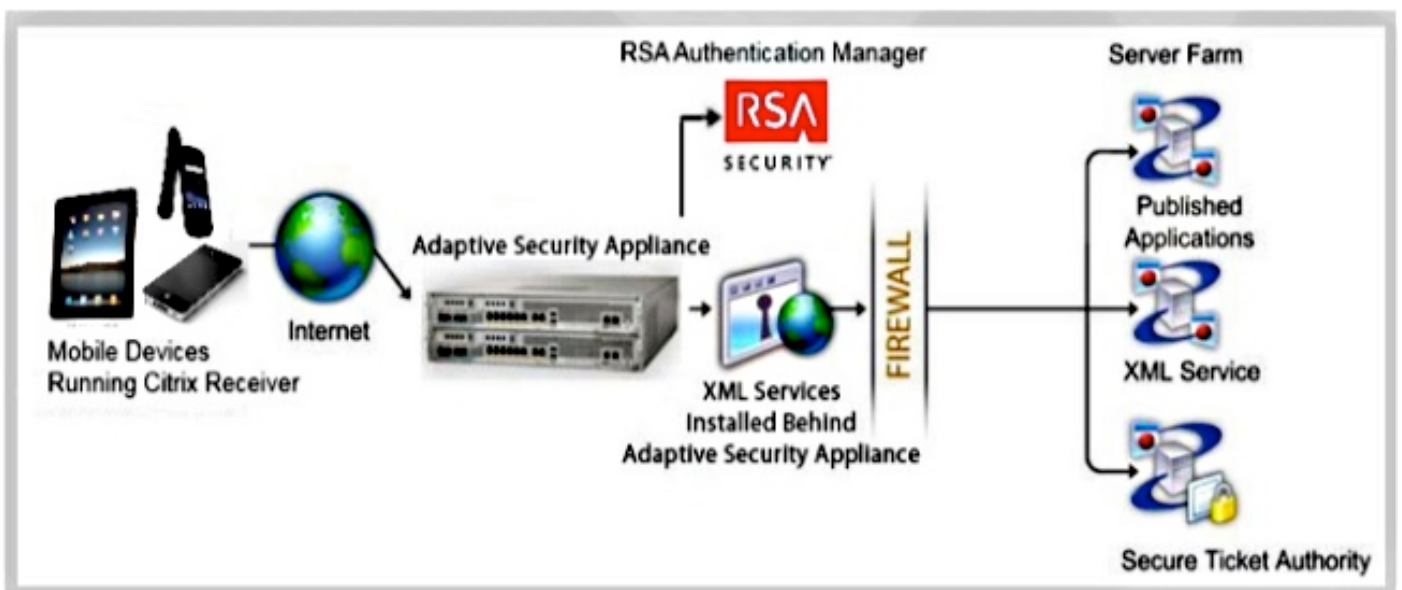 RSA Authentication Manager
RSA
SECURITY
Server Farm
Adaptive Security Appliance
Internet
Mobile Devices
Running Citrix Receiver
XML Services
Installed Behind
Adaptive Security Appliance
FIREWALL
Published
Applications
XML Service
Secure Ticket Authority